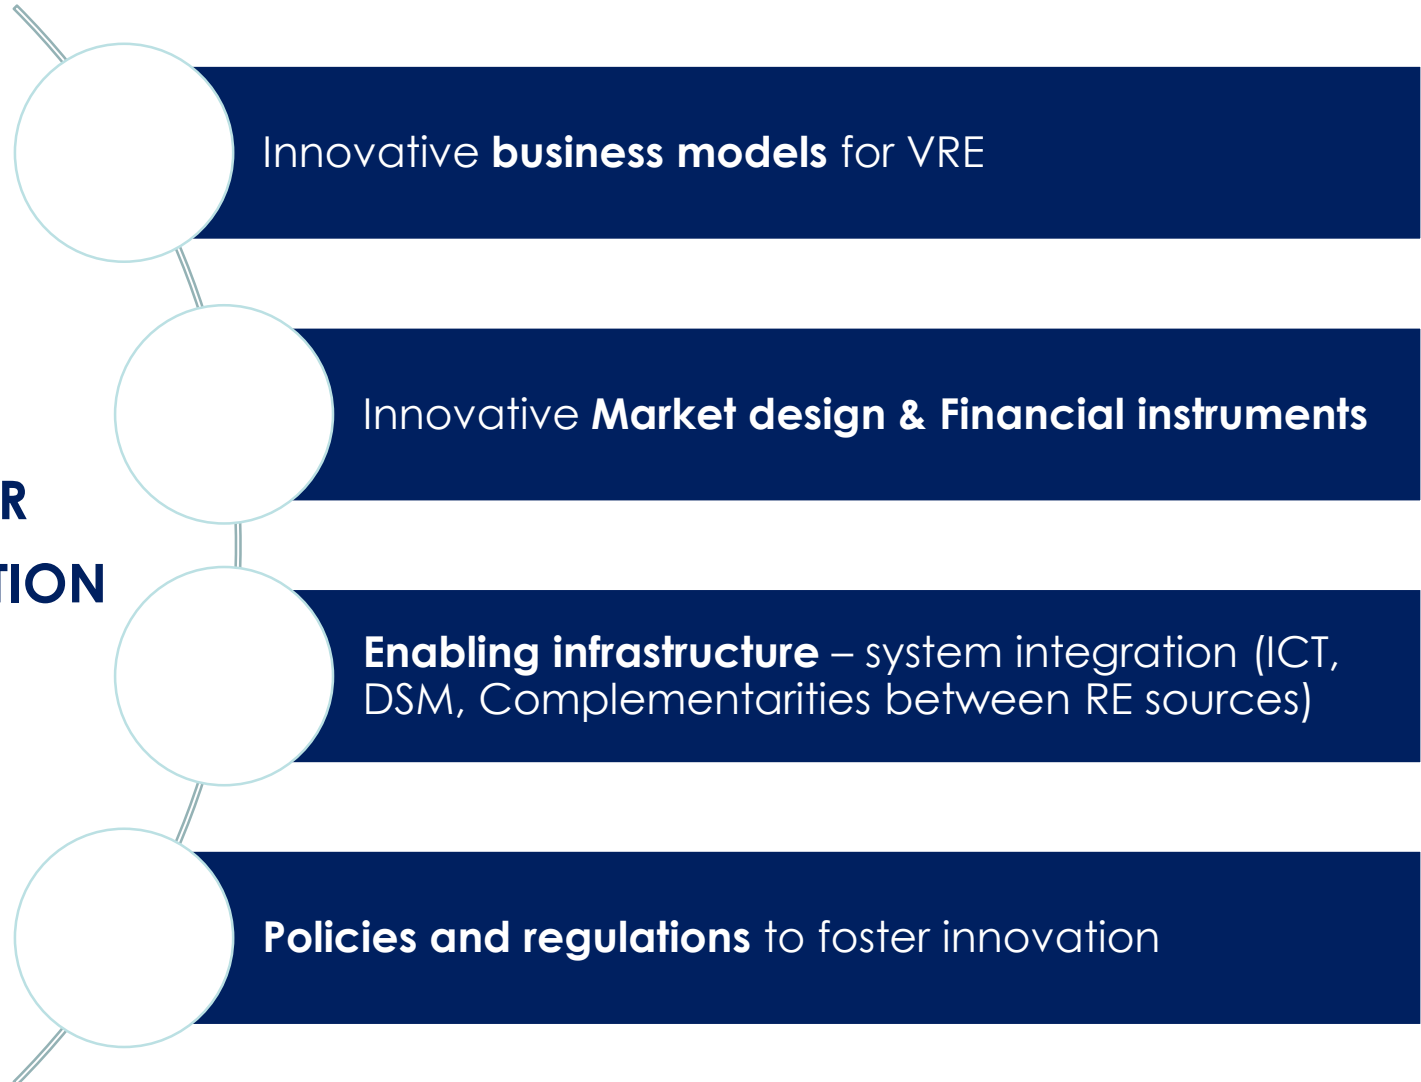 Innovative business models for VRE
Innovative Market design & Financial instruments
R
TION
Enabling infrastructure – system integration (ICT,
DSM, Complementarities between RE sources)
Policies and regulations to foster innovation